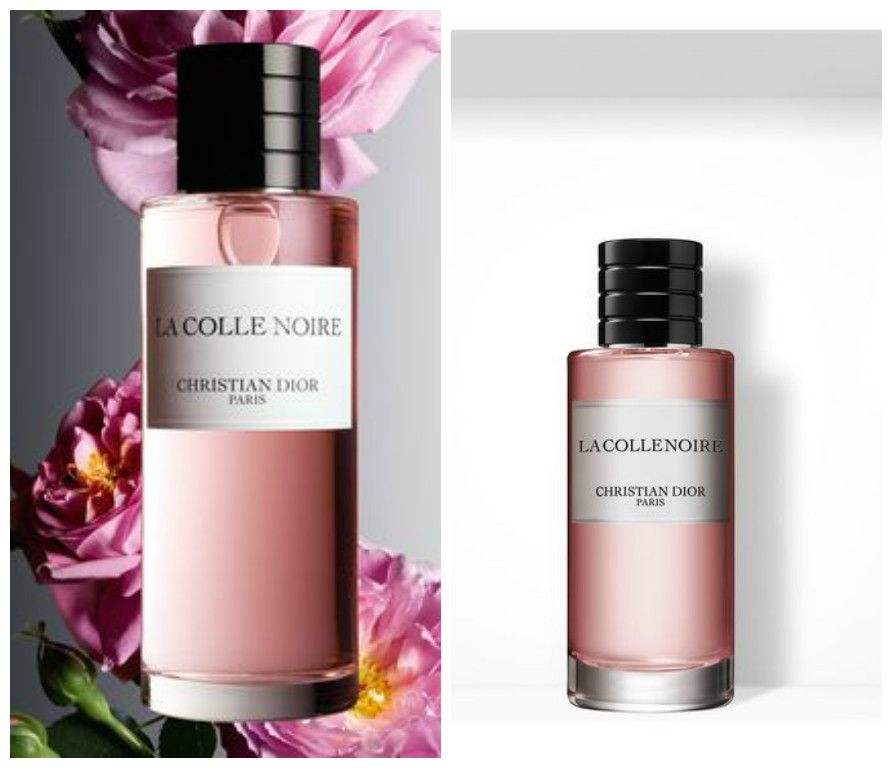 LA COLLE NOIRE
CHRISTIAN DIOR
PARIS
LACOLLENOIRE
CHRISTIAN DIOR
PARIS